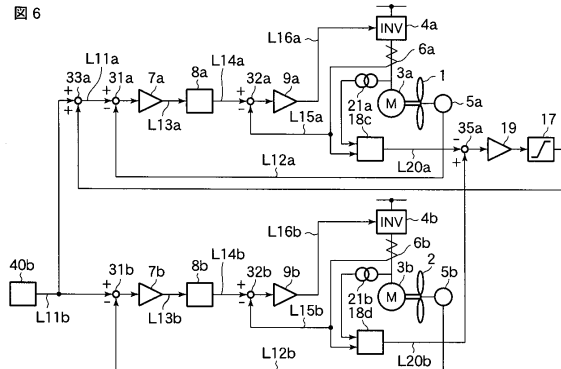 図 6
L16a
INV
4a
L11a
L14a
6a
33a
31a
7a
8a
32a
9a
3a
1
+
+
+
−
L13a
+
−
21a
M
5a
L15a
18c
35a
19
17
−
+
L12a
L20a
L16b
INV
4b
L14b
6b
40b
31b
7b
8b
32b
9b
3b
2
5b
+
−
L13b
+
−
21b
M
L11b
L15b
18d
L12b
L20b